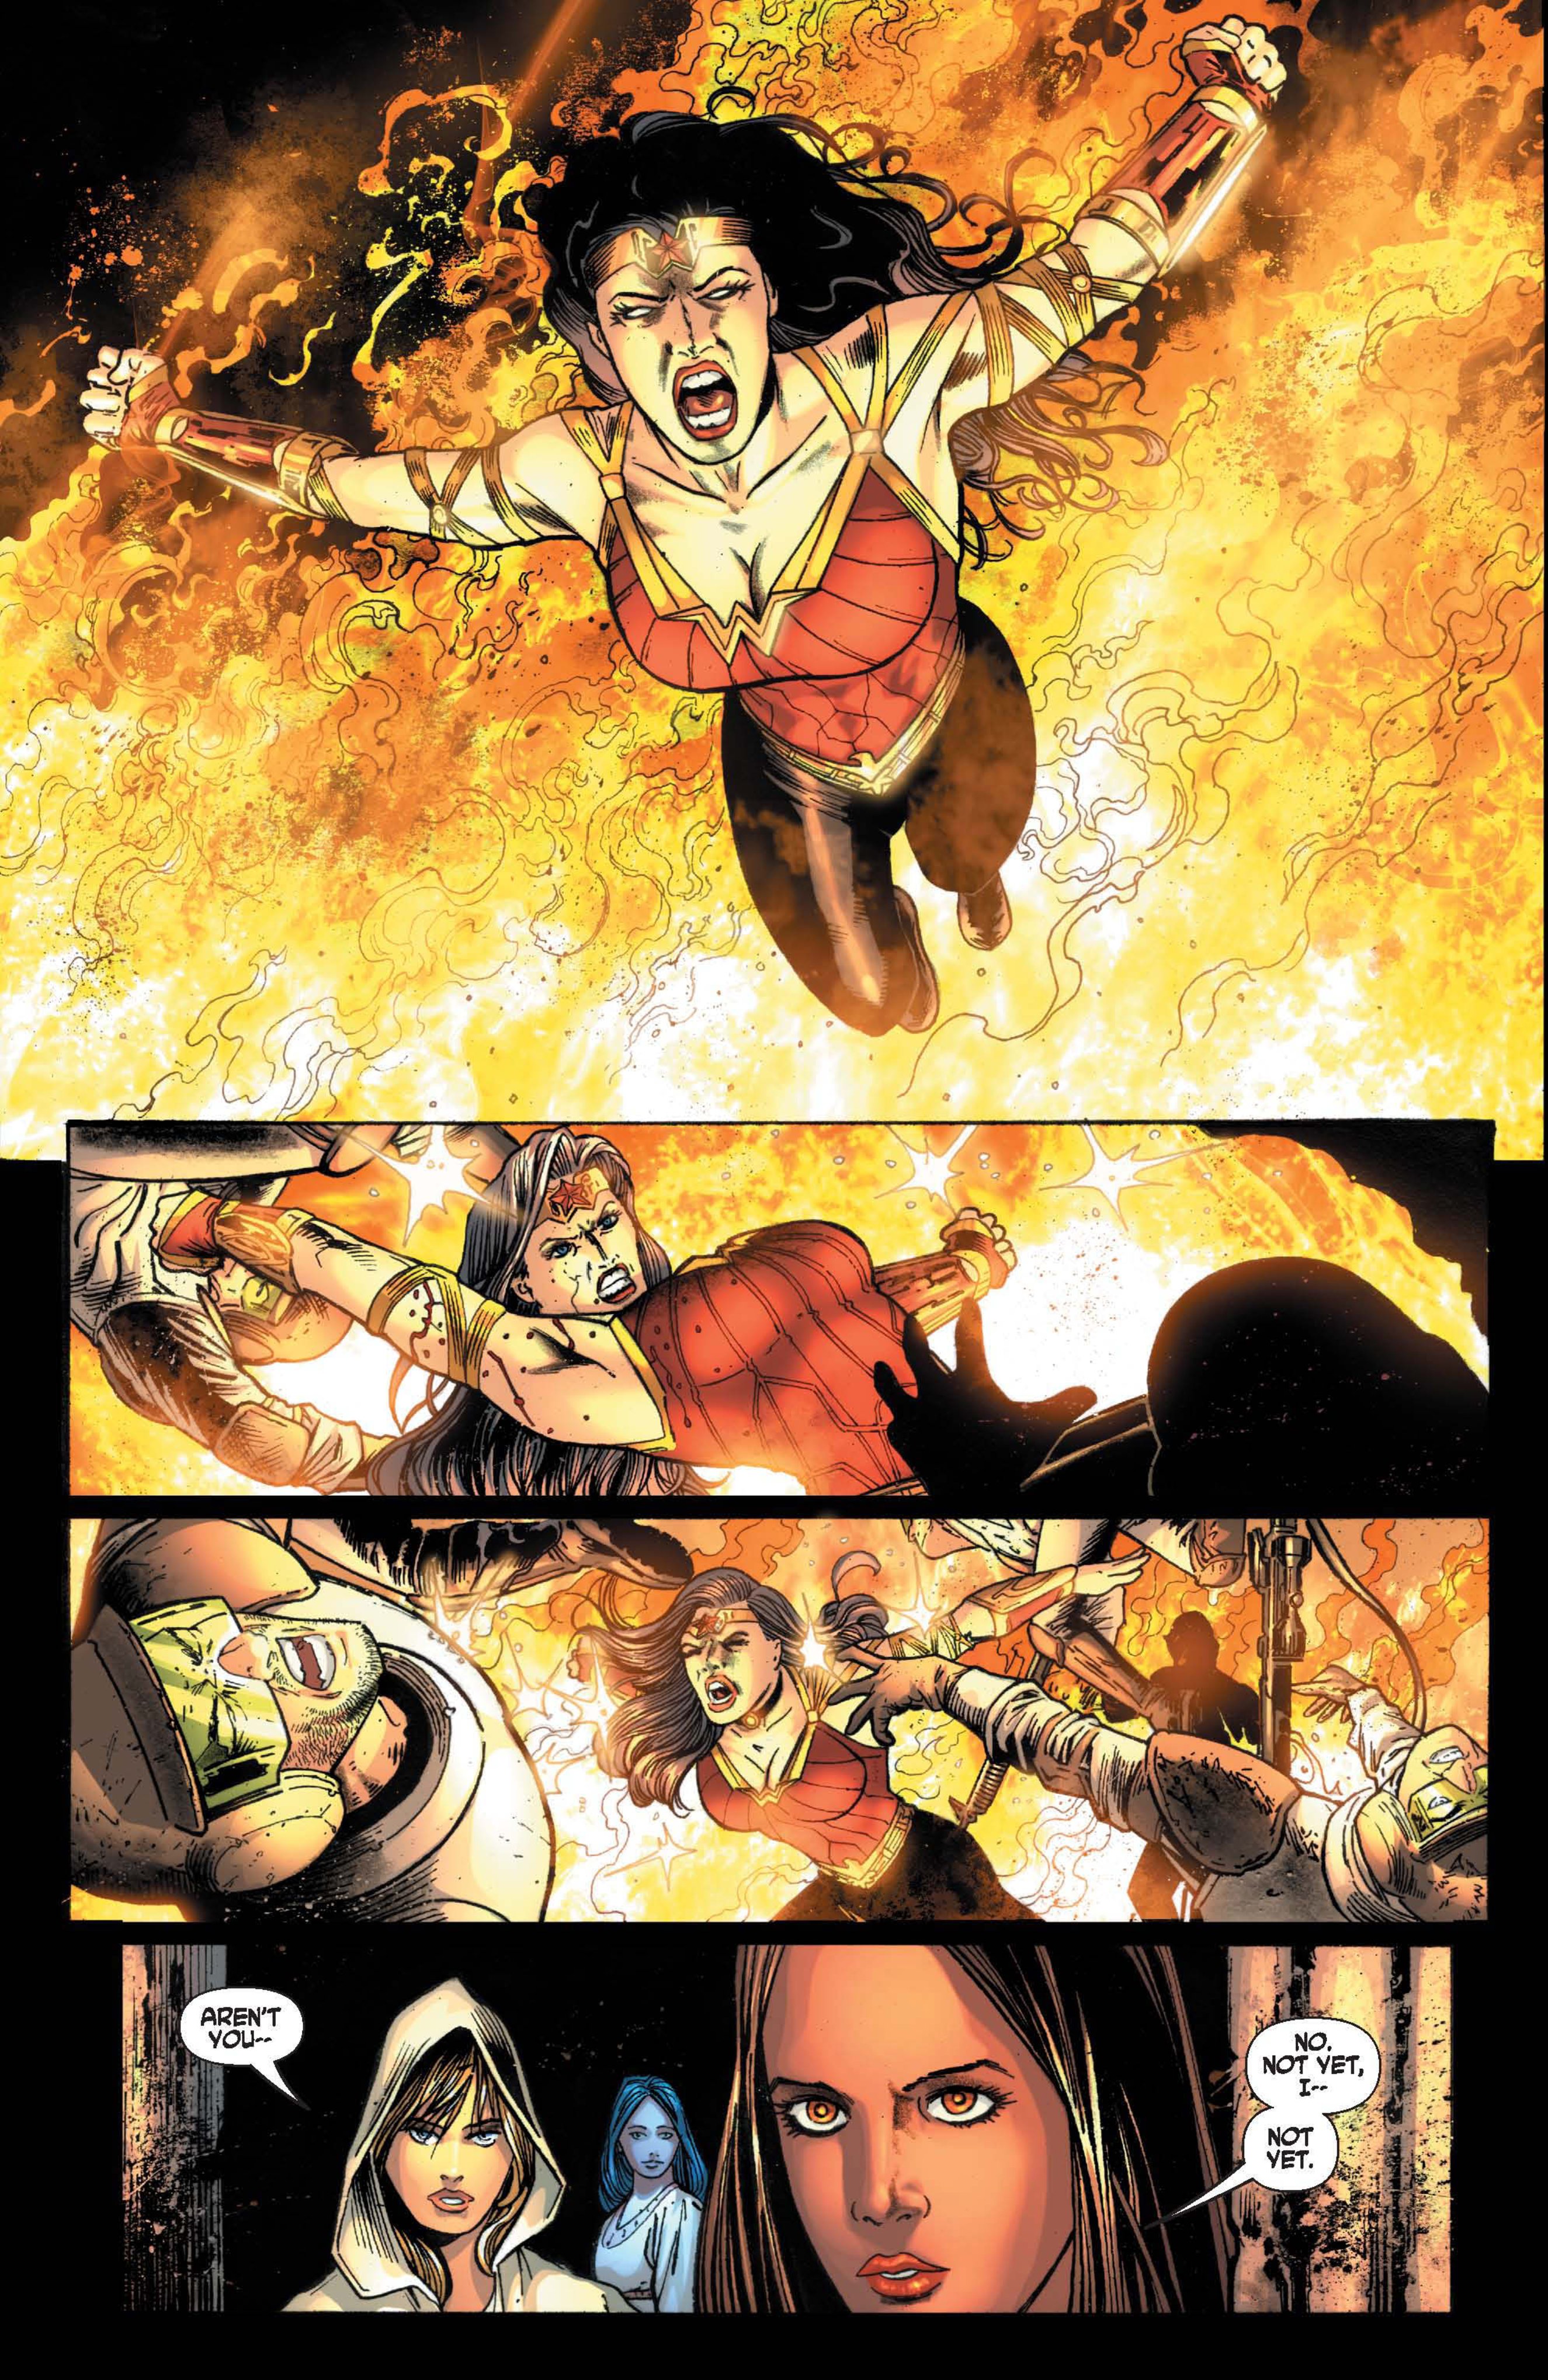 AREN'T
YOU--
NO.
NOT YET,
I--
NOT
YET.